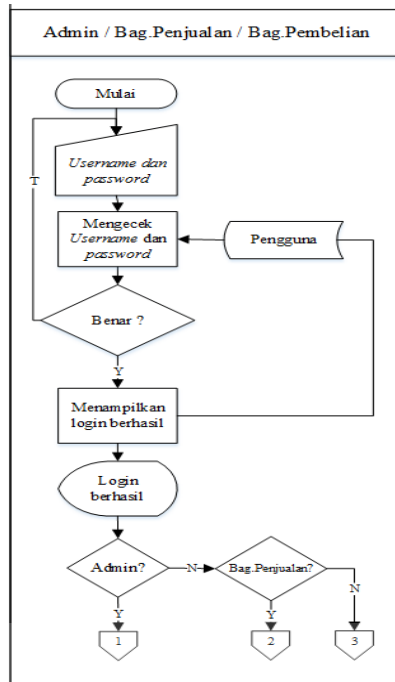 Admin / Bag.Penjualan / Bag.Pembelian
Mulai
T
Username dan
password
Mengecek
Username dan
password
Pengguna
Benar ?
Y
Menampilkan
login berhasil
Login
berhasil
Admin?
N
Bag.Penjualan?
N
Y
Y
1
2
3